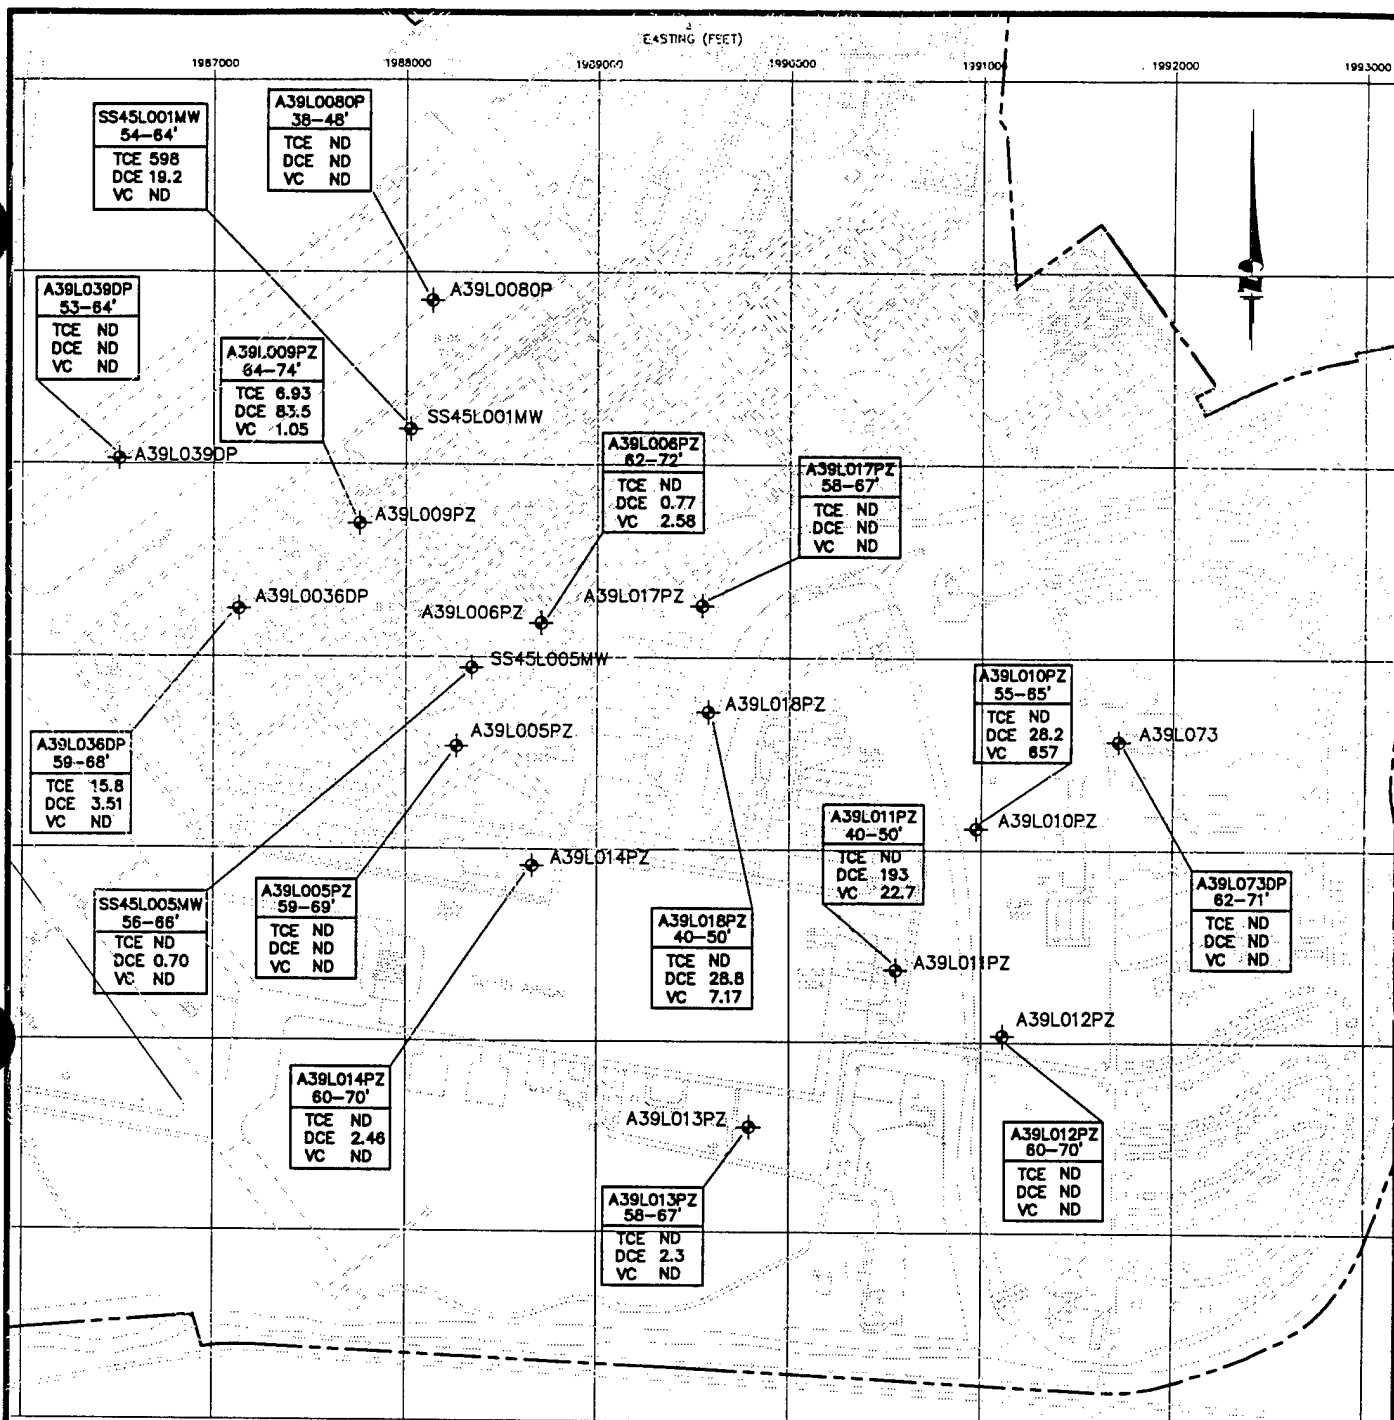 EASTING (FEET)
1987000 1988000 1989000 1990000 1991000 1992000 1993000
SS45L001MW
54-64'
TCE 598
DCE 19.2
VC ND
A39L0080P
38-48'
TCE ND
DCE ND
VC ND
A39L039DP
53-64'
TCE ND
DCE ND
VC ND
A39L0080P
A39L009PZ
64-74'
TCE 6.93
DCE 83.5
VC 1.05
SS45L001MW
A39L039DP
A39L006PZ
62-72'
TCE ND
DCE 0.77
VC 2.58
A39L017PZ
58-67'
TCE ND
DCE ND
VC ND
A39L009PZ
A39L0036DP
A39L006PZ
A39L017PZ
SS45L005MW
A39L018PZ
A39L010PZ
55-65'
TCE ND
DCE 28.2
VC 657
A39L005PZ
A39L073
A39L036DP
59-68'
TCE 15.8
DCE 3.51
VC ND
A39L011PZ
40-50'
TCE ND
DCE 193
VC 22.7
A39L010PZ
A39L014PZ
SS45L005MW
56-66'
TCE ND
DCE 0.70
VC ND
A39L005PZ
59-69'
TCE ND
DCE ND
VC ND
A39L018PZ
40-50'
TCE ND
DCE 28.8
VC 7.17
A39L073DP
62-71'
TCE ND
DCE ND
VC ND
A39L011PZ
A39L012PZ
A39L014PZ
60-70'
TCE ND
DCE 2.46
VC ND
A39L013PZ
A39L012PZ
60-70'
TCE ND
DCE ND
VC ND
A39L013PZ
58-67'
TCE ND
DCE 2.3
VC ND